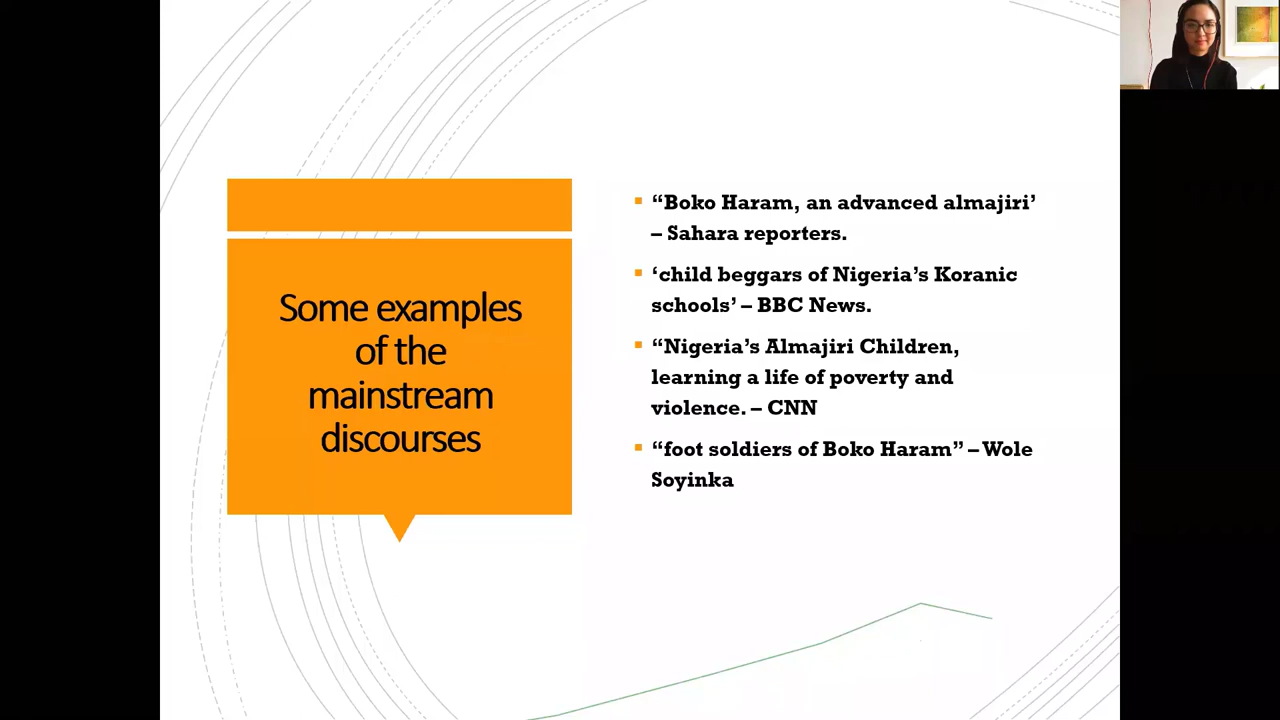 Some examples
of the
mainstream
discourses
“Boko Haram, an advanced almajiri’
– Sahara reporters.
‘child beggars of Nigeria’s Koranic
schools’ – BBC News.
“Nigeria’s Almajiri Children,
learning a life of poverty and
violence. – CNN
“foot soldiers of Boko Haram” – Wole
Soyinka